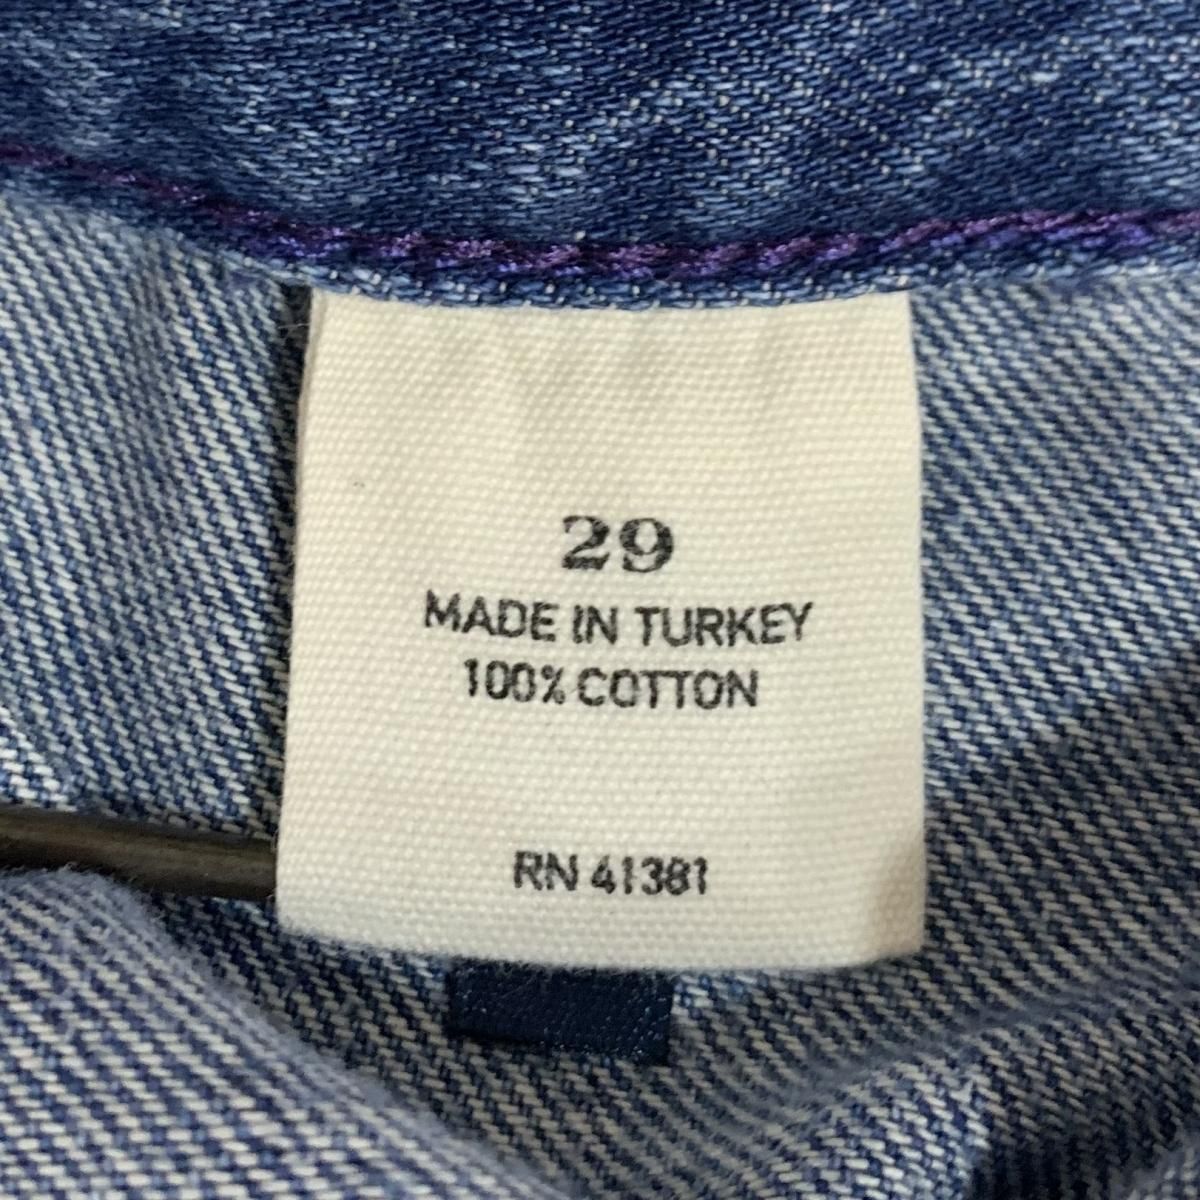 29
MADE IN TURKEY
100% COTTON
RN 41381